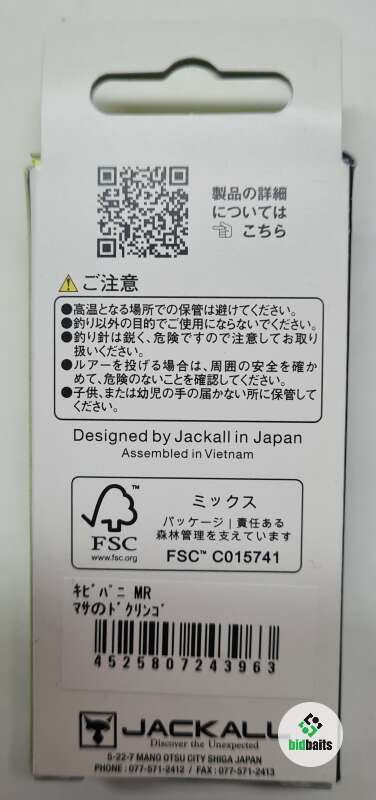 製品の詳細
については
☜ こちら
⚠ご注意
●高温となる場所での保管は避けてください。
●釣り以外の目的でご使用にならないでください。
●釣り針は鋭く、危険ですので注意してお取り
扱いください。
●ルアーを投げる場合は、周囲の安全を確か
めて、危険のないことを確認してください。
●子供、または幼児の手の届かない所に保管して
ください。
Designed by Jackall in Japan
Assembled in Vietnam
FSC
www.fsc.org
ミックス
パッケージ | 責任ある
森林管理を支えています
FSC™ C015741
ｷﾋﾞﾊﾟﾆ MR
ﾏｻのﾄﾞｸﾘﾝｺﾞ
4525807243963
JACKALL
Discover the Unexpected
5-22-7 MANO OTSU CITY SHIGA JAPAN
PHONE : 077-571-2412 / FAX : 077-571-2413
bidbaits